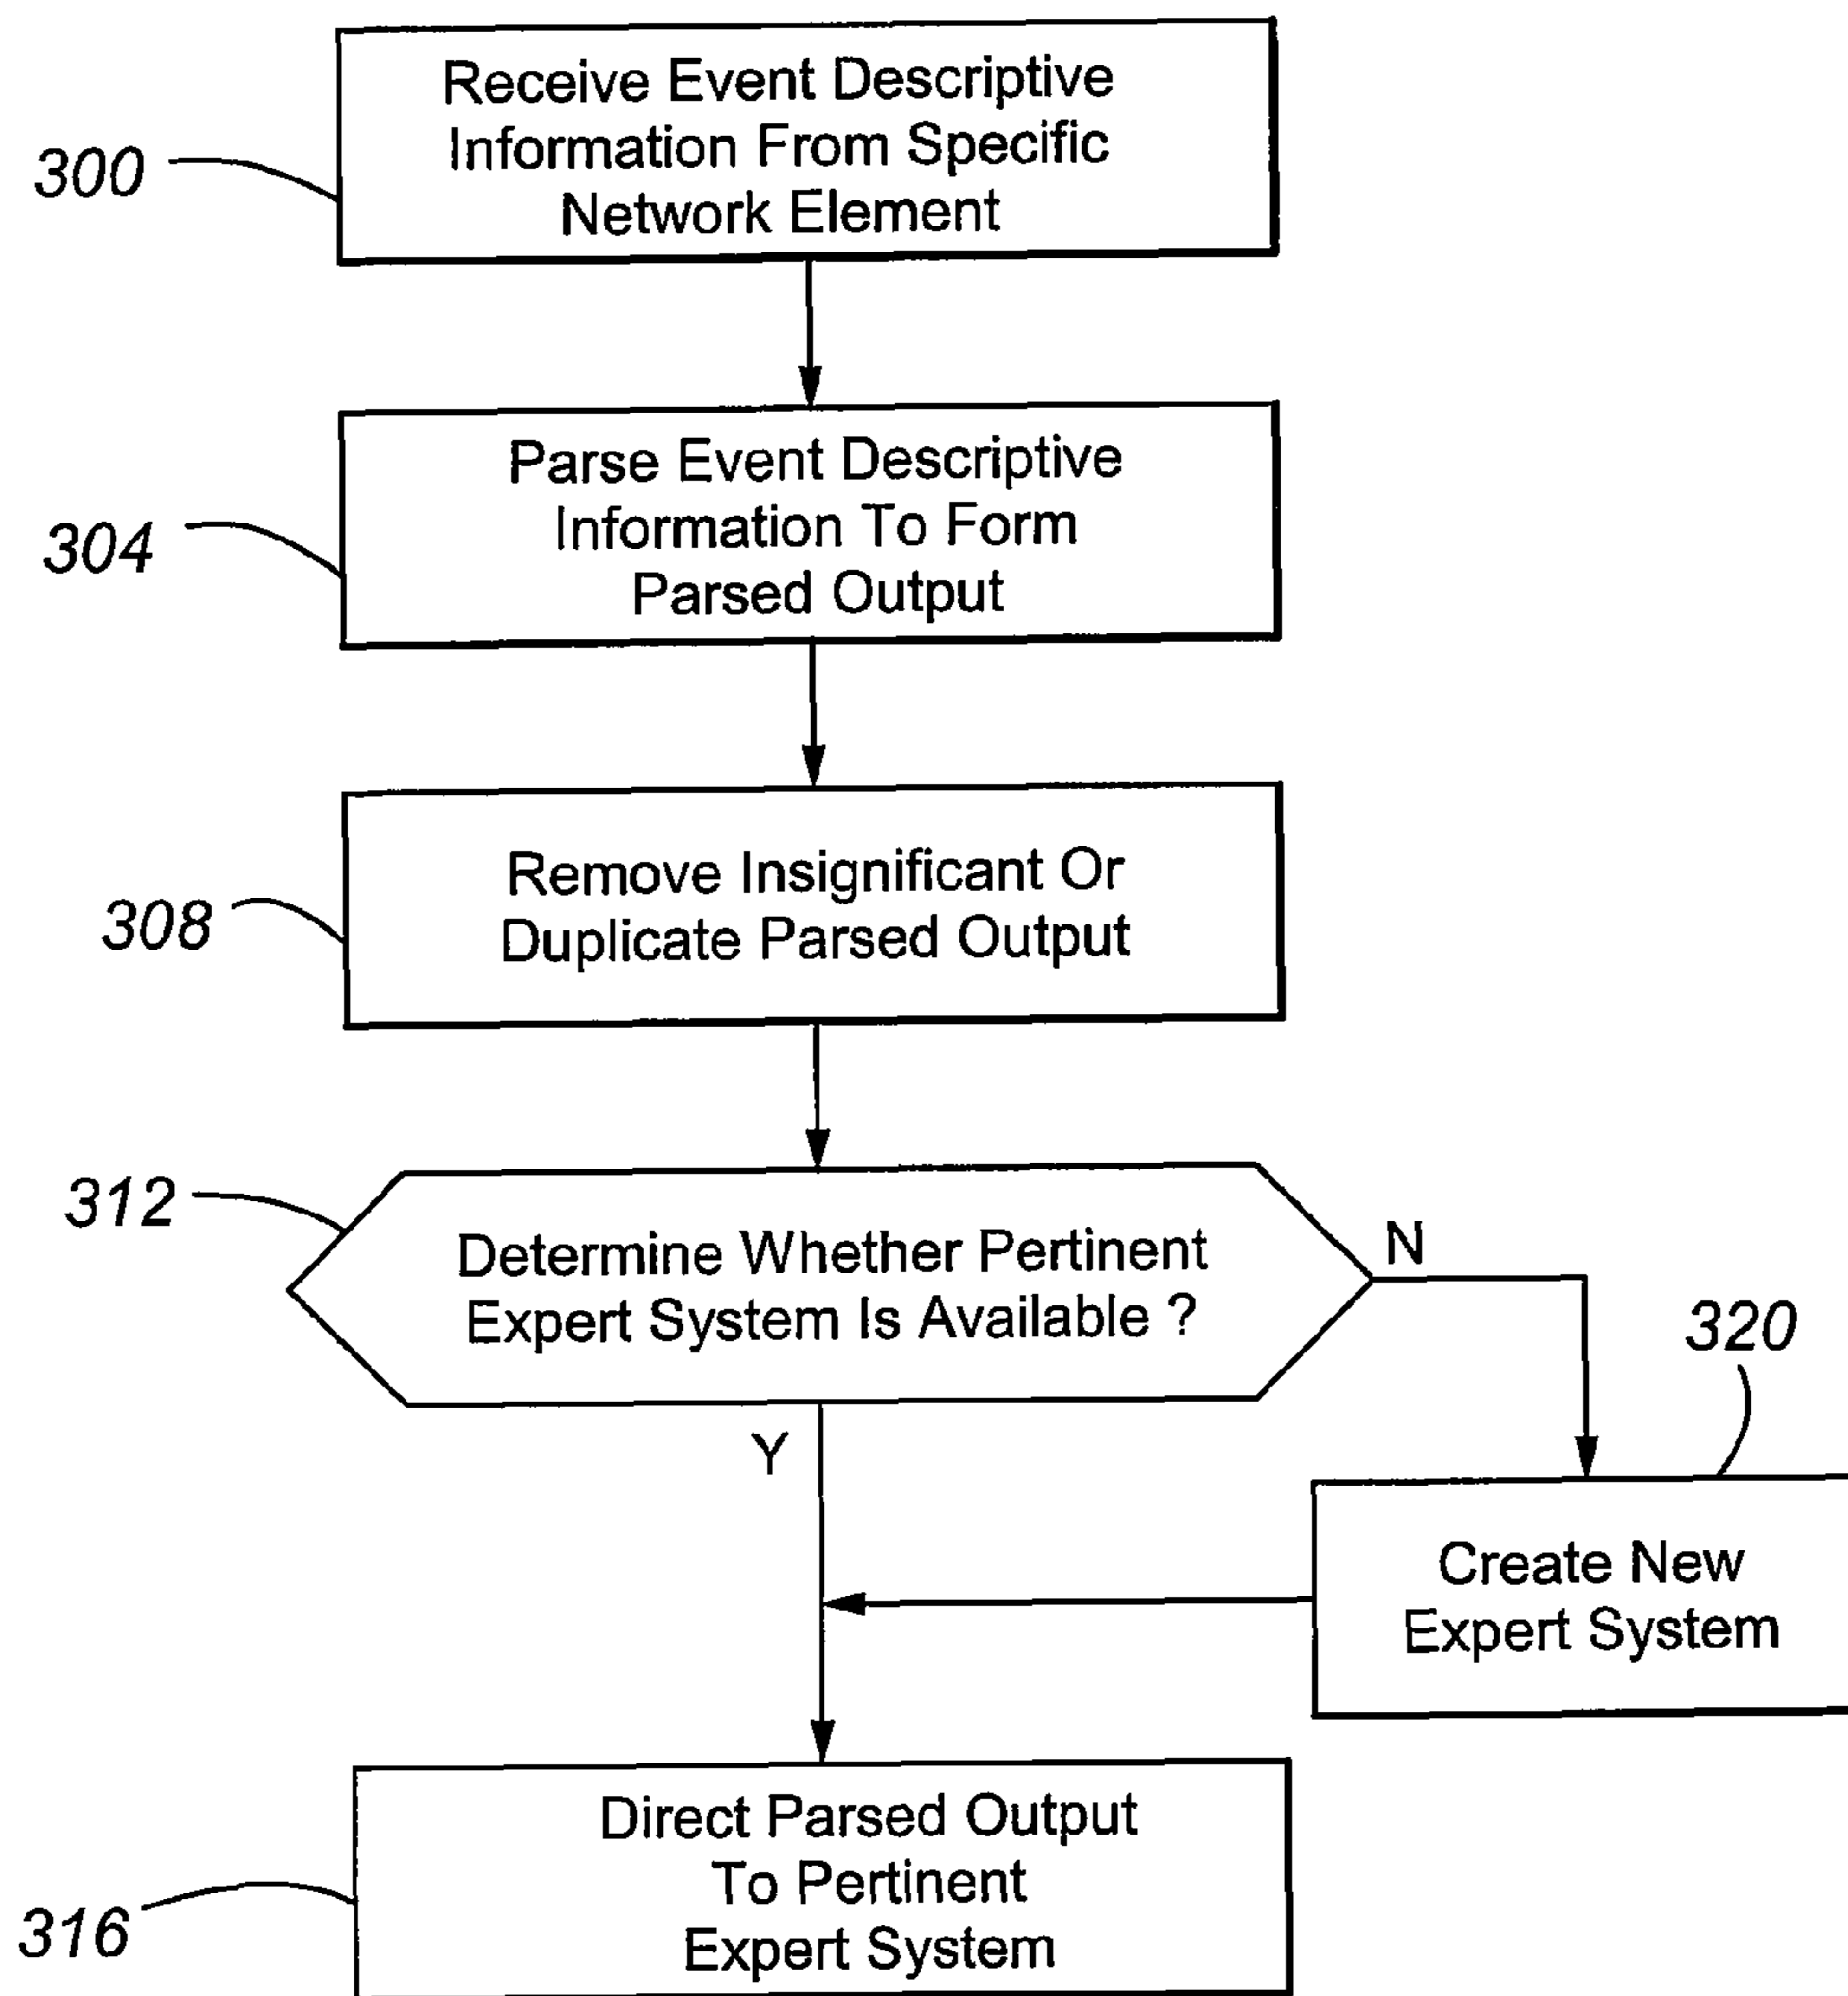 300
Receive Event Descriptive
Information From Specific
Network Element
304
Parse Event Descriptive
Information To Form
Parsed Output
308
Remove Insignificant Or
Duplicate Parsed Output
312
Determine Whether Pertinent
Expert System Is Available ?
N
Y
320
Create New
Expert System
316
Direct Parsed Output
To Pertinent
Expert System